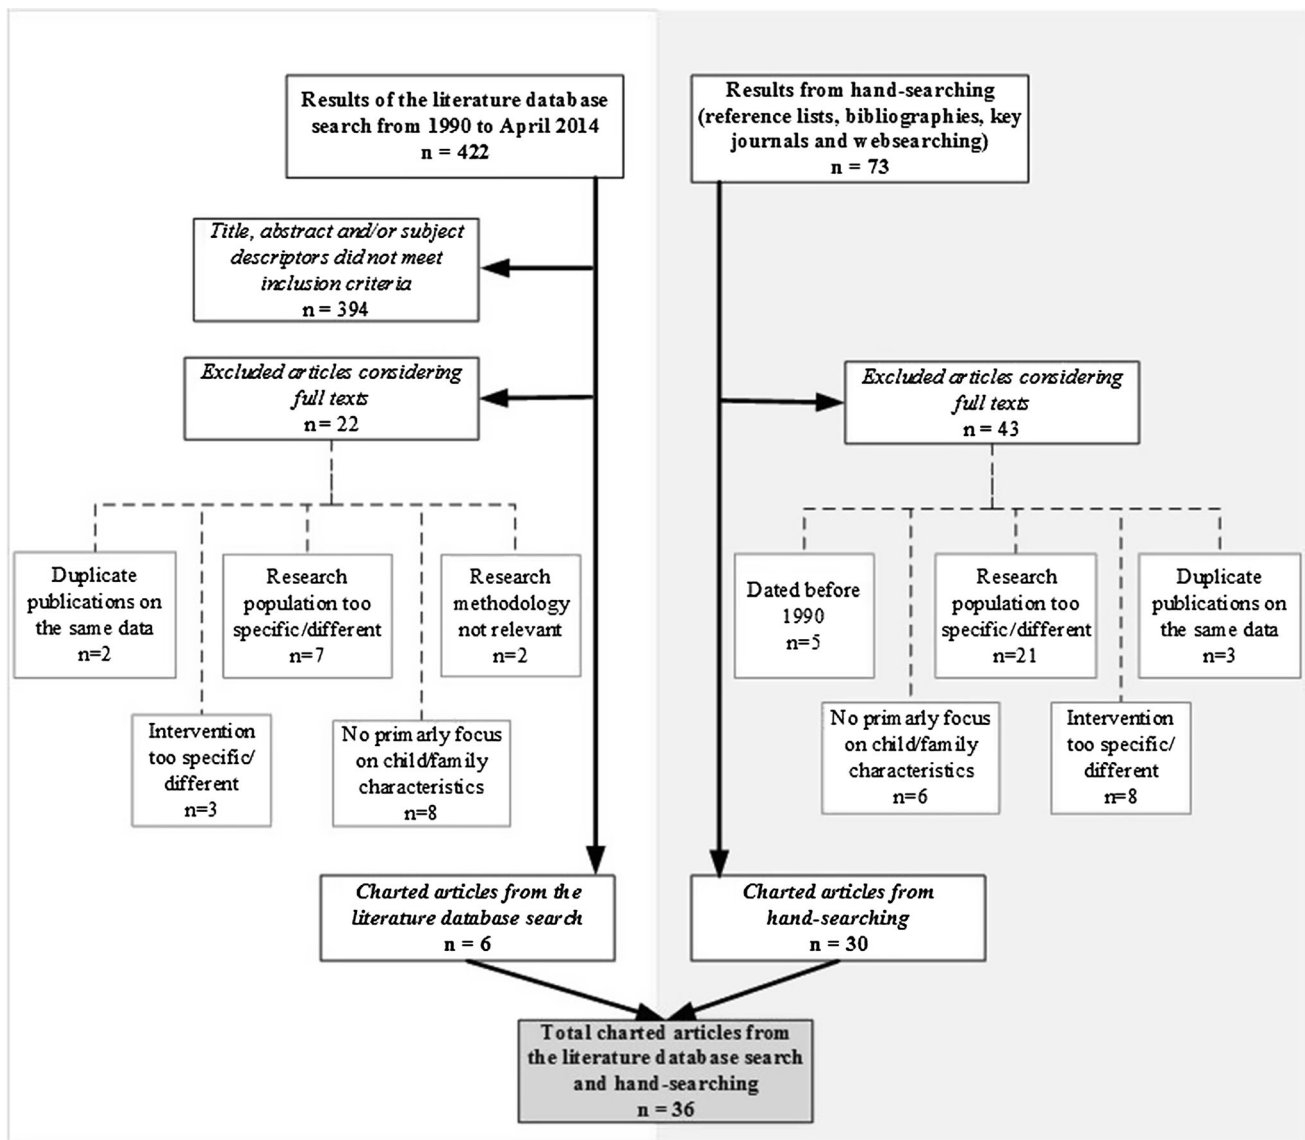 Results of the literature database
search from 1990 to April 2014
n = 422
Results from hand-searching
(reference lists, bibliographies, key
journals and websearching)
n = 73
Title, abstract and/or subject
descriptors did not meet
inclusion criteria
n = 394
Excluded articles considering
full texts
n= 22
Excluded articles considering
full texts
n = 43
Duplicate
publications on
the same data
n=2
Research
population too
specific/different
n=7
Research
methodology
not relevant
n=2
Intervention
too specific/
different
n=3
No primarly focus
on child/family
characteristics
n=8
Dated before
1990
n=5
Research
population too
specific/different
n=21
Duplicate
publications on
the same data
n=3
No primarly focus
on child/family
characteristics
n=6
Intervention
too specific/
different
n=8
Charted articles from the
literature database search
n = 6
Charted articles from
hand-searching
n = 30
Total charted articles from
the literature database search
and hand-searching
n = 36